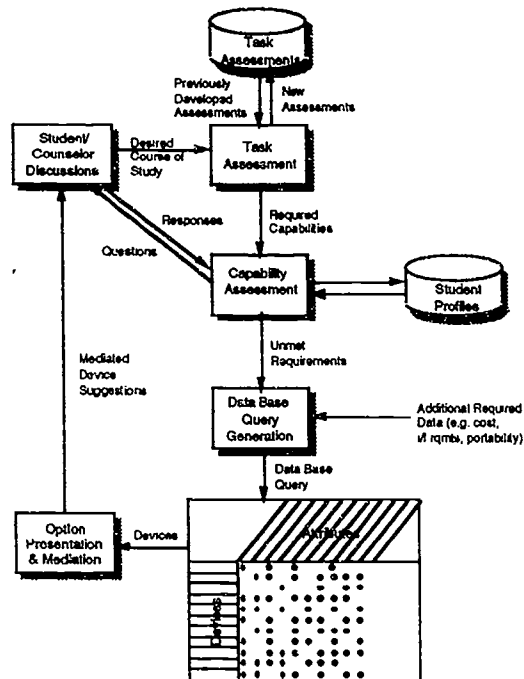 Task
Assessments
Previously
Developed
Assessments
New
Assessments
Student/
Counselor
Discussions
Desired
Course of
Study
Task
Assessment
Responses
Questions
Required
Capabilities
Capability
Assessment
Student
Profiles
Unmet
Requirements
Mediated
Device
Suggestions
Data Base
Query
Generation
Additional Required
Data (e.g. cost,
I/f rqmts, portability)
Data Base
Query
Option
Presentation
& Mediation
Devices
Attributes
Devices